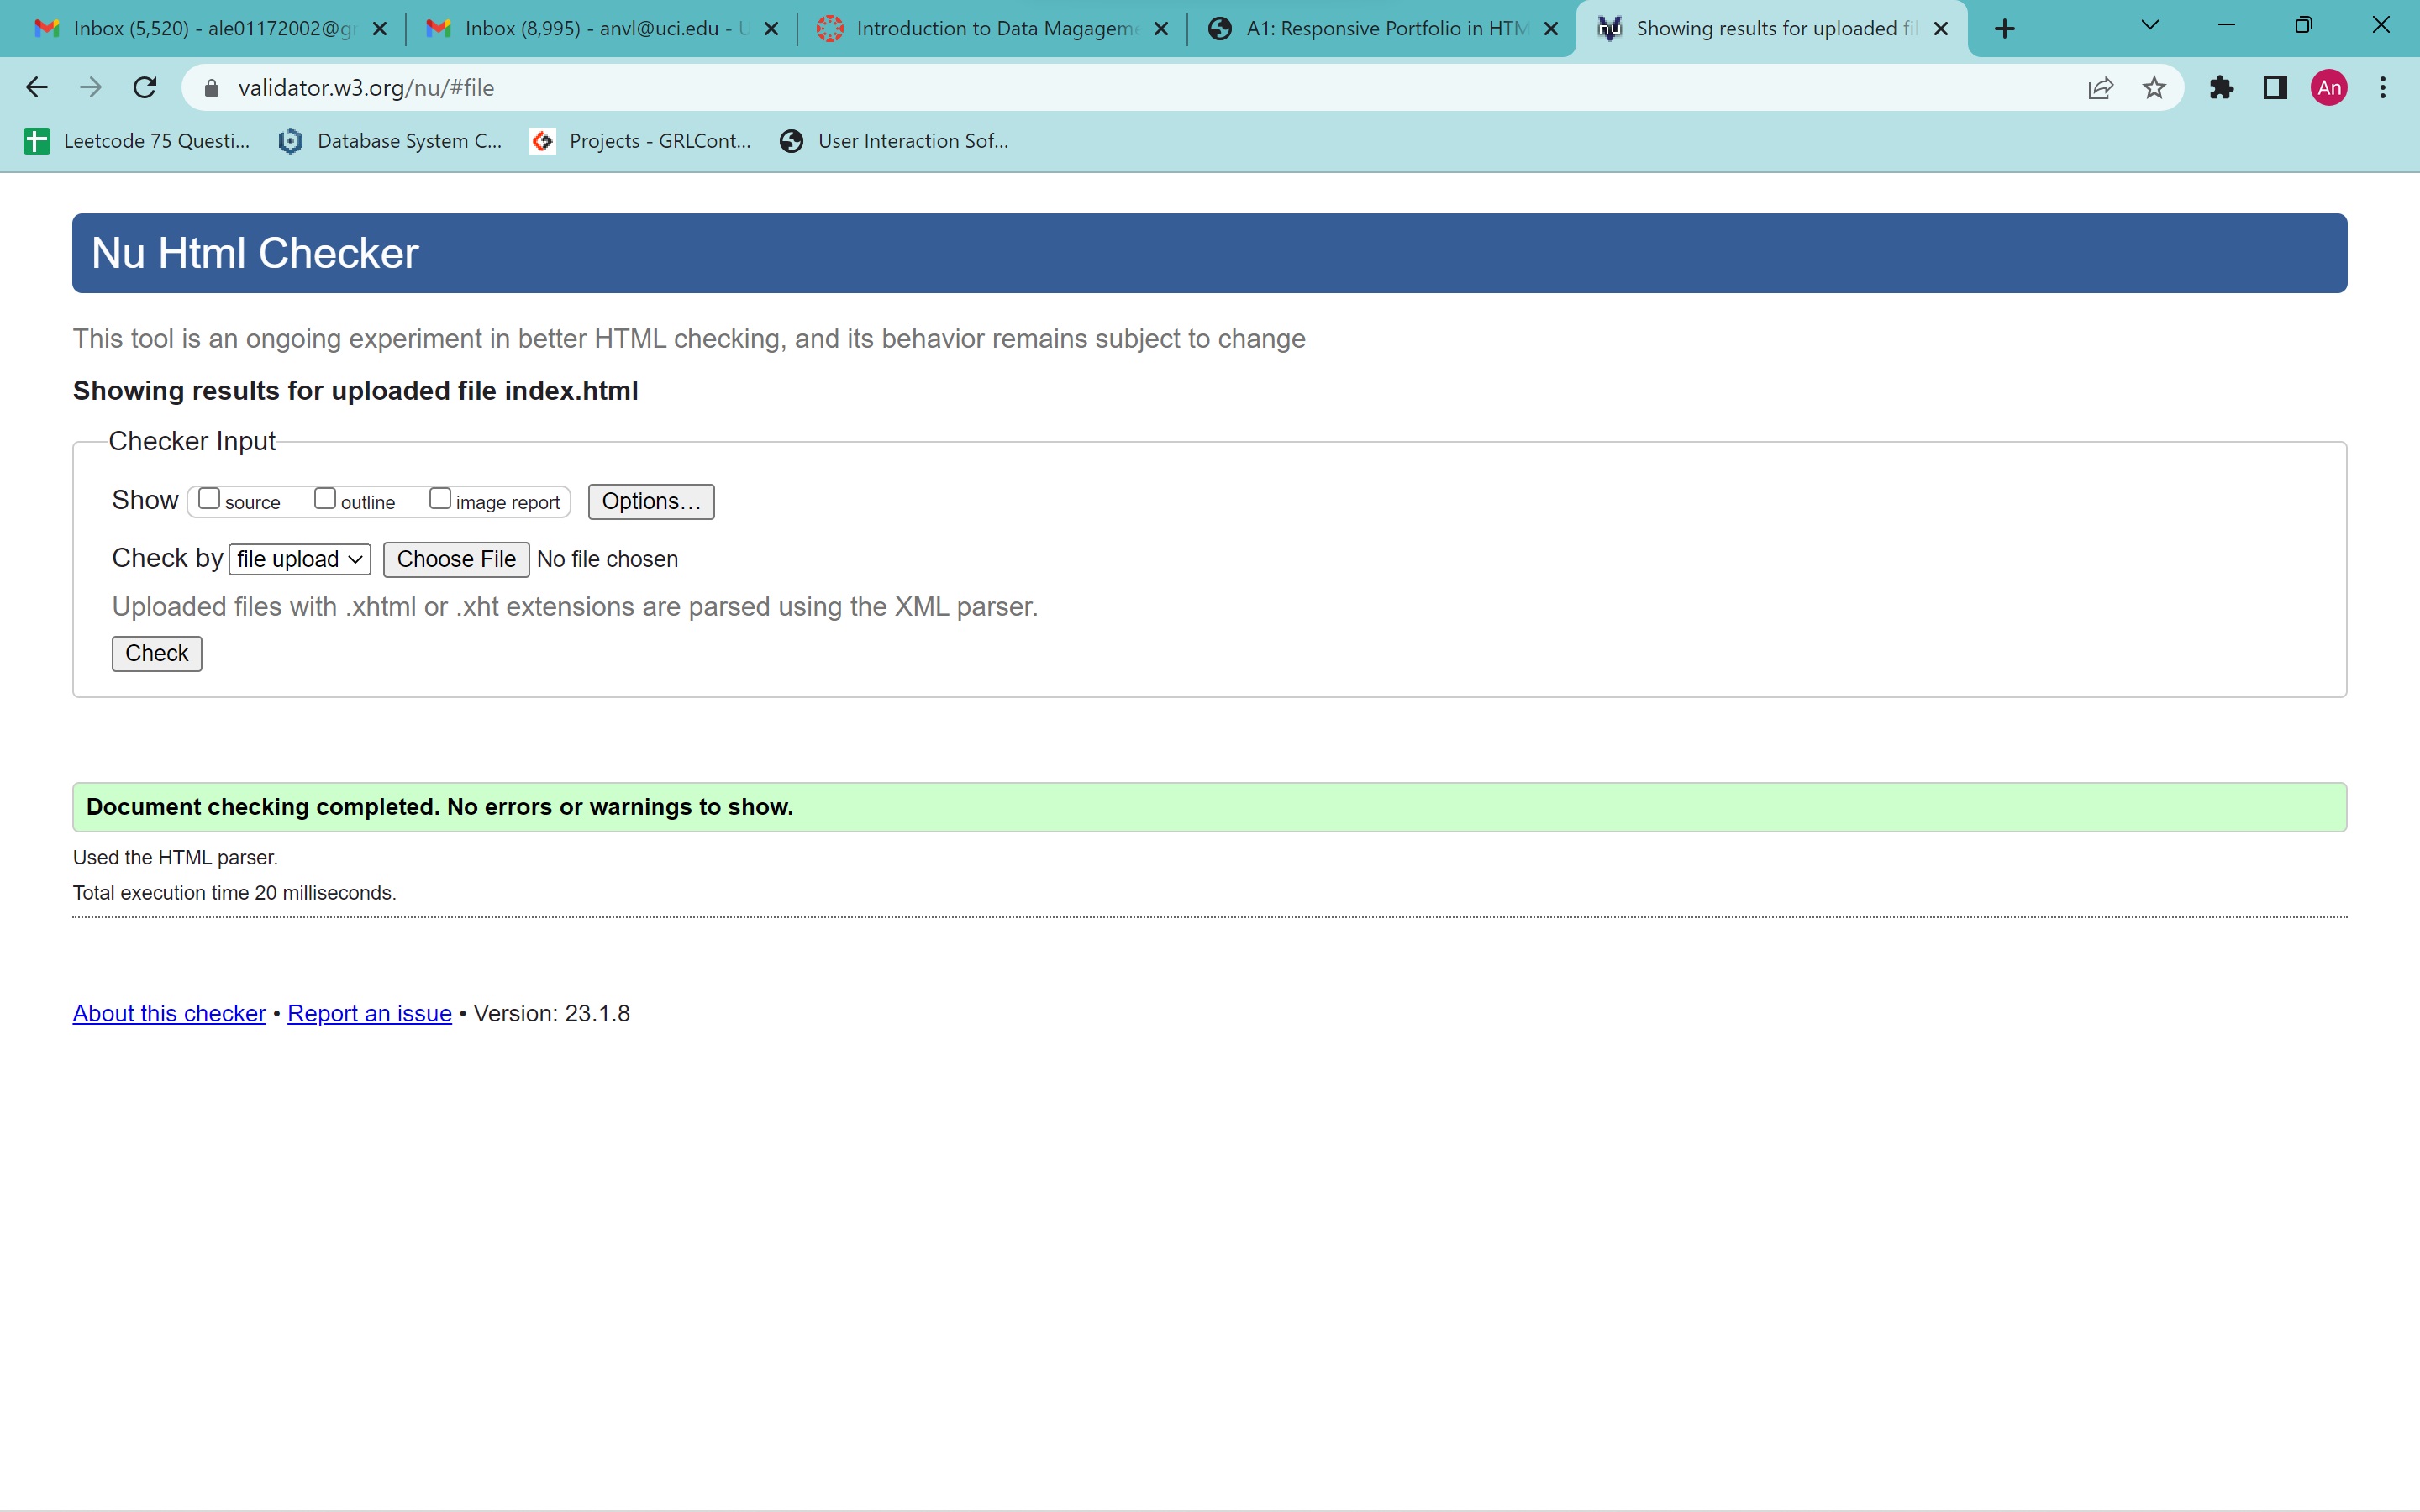 Inbox (5,520) - ale01172002@g
Inbox (8,995) - anvl@uci.edu - U
Introduction to Data Magagem
A1: Responsive Portfolio in HTM
Showing results for uploaded fi
validator.w3.org/nu/#file
An
Leetcode 75 Questi...
Database System C...
Projects - GRLCont...
User Interaction Sof...
Nu Html Checker
This tool is an ongoing experiment in better HTML checking, and its behavior remains subject to change
Showing results for uploaded file index.html
Checker Input
Show source outline image report Options...
Check by file upload Choose File No file chosen
Uploaded files with .xhtml or .xht extensions are parsed using the XML parser.
Check
Document checking completed. No errors or warnings to show.
Used the HTML parser.
Total execution time 20 milliseconds.
About this checker • Report an issue • Version: 23.1.8